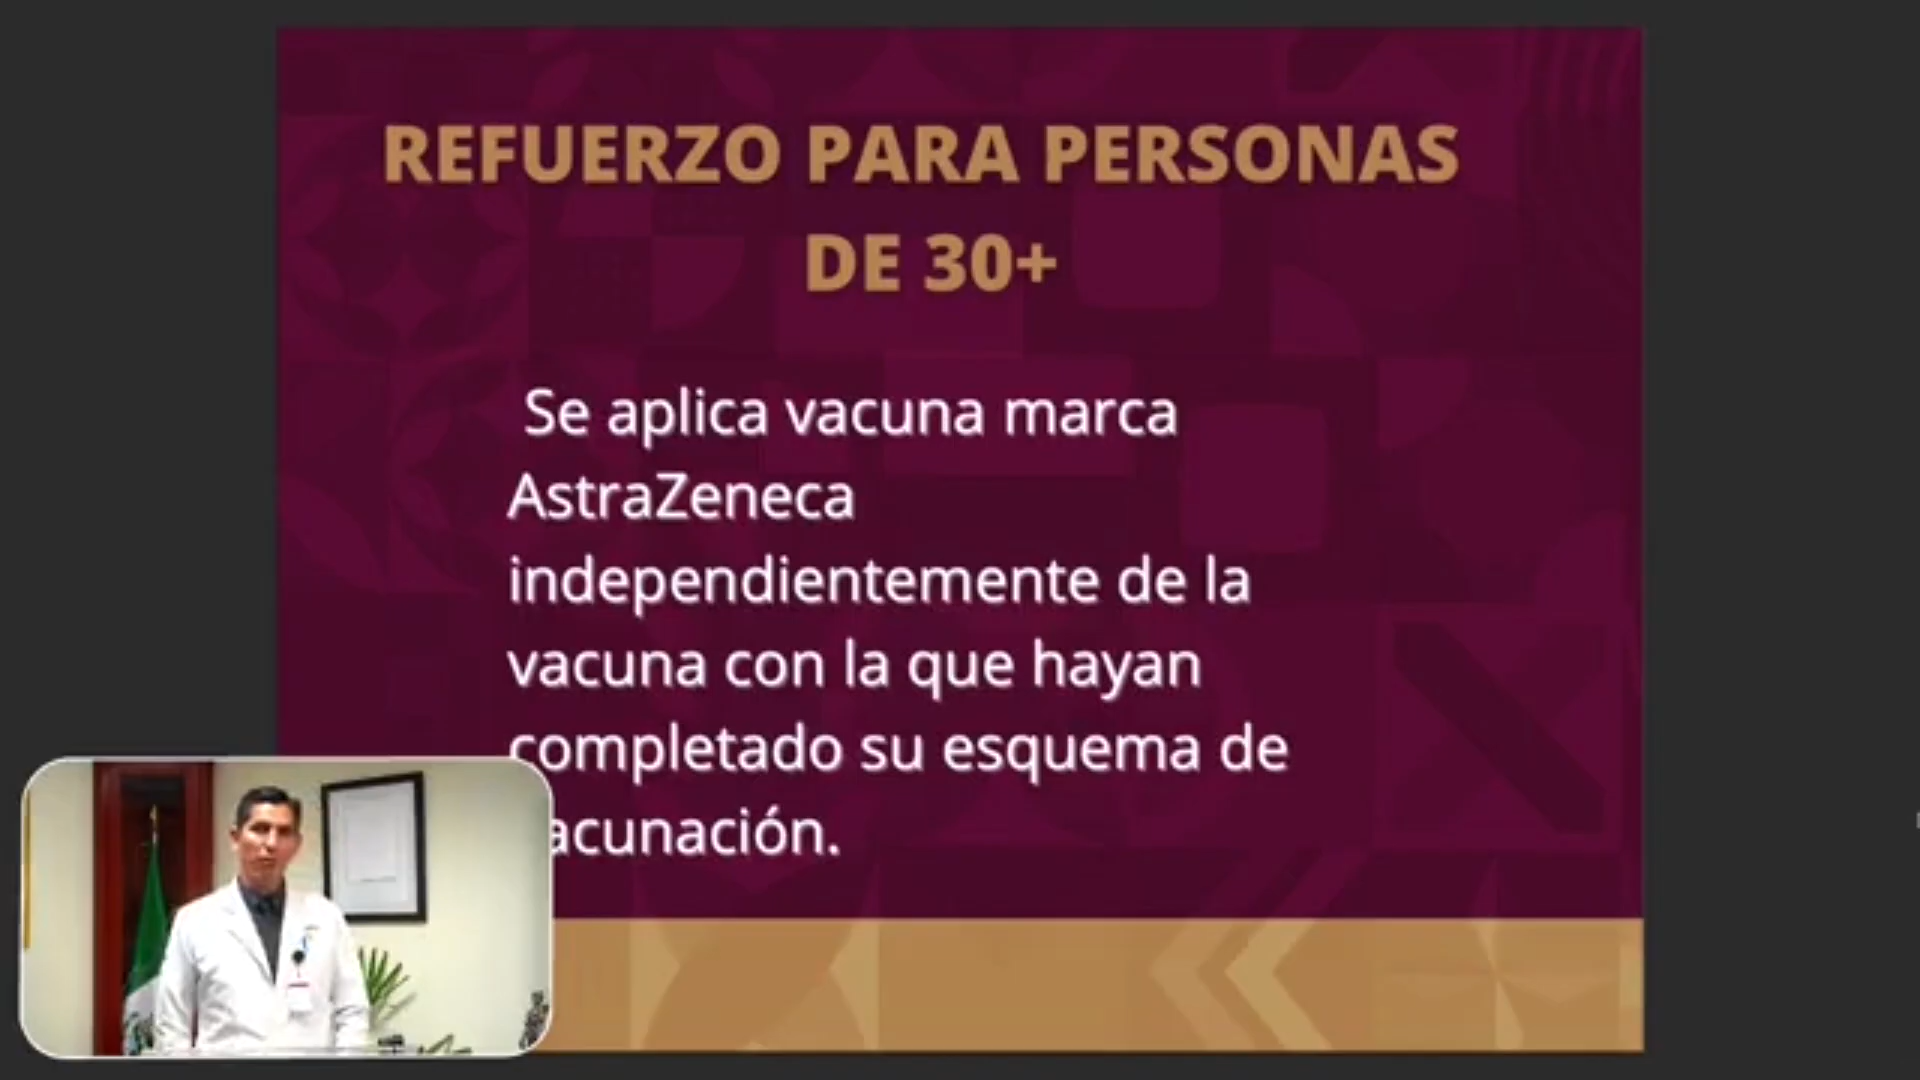 REFUERZO PARA PERSONAS
DE 30+
Se aplica vacuna marca
AstraZeneca
independientemente de la
vacuna con la que hayan
completado su esquema de
acunación.